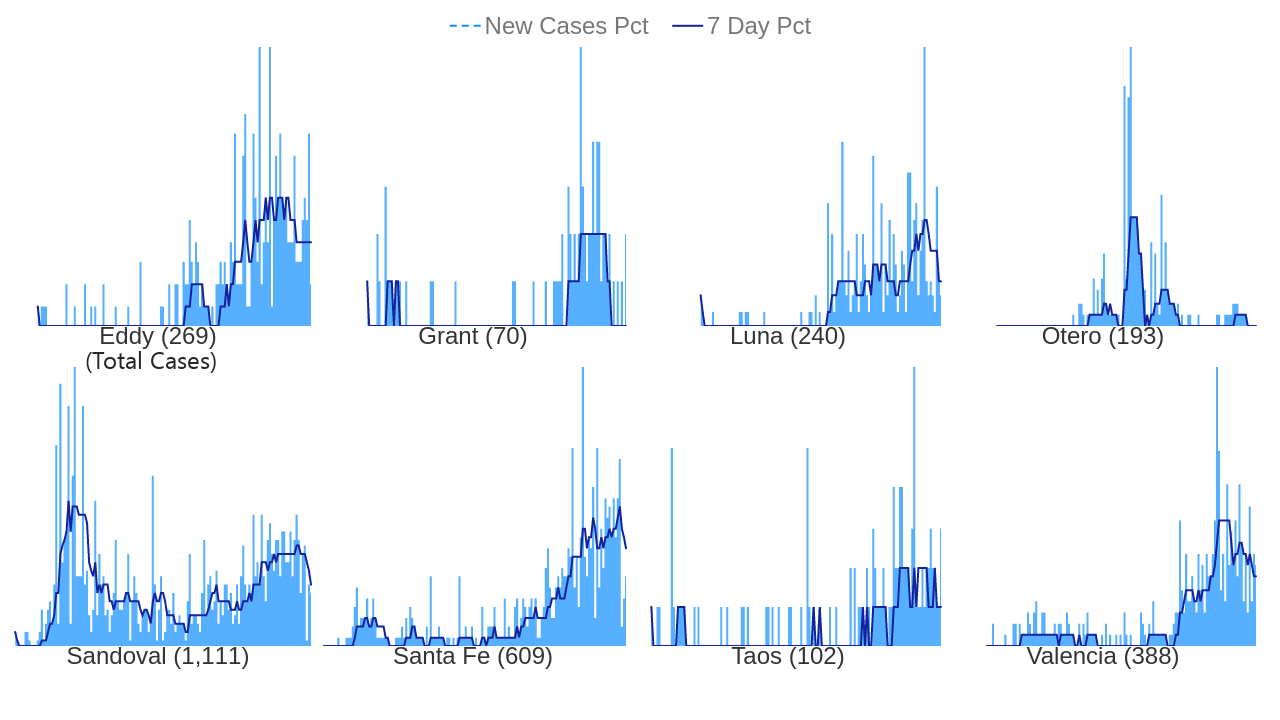 New Cases Pct 7 Day Pct
Eddy (269) Grant (70) Luna (240) Otero (193)
(Total Cases)
Sandoval (1,111) Santa Fe (609) Taos (102) Valencia (388)